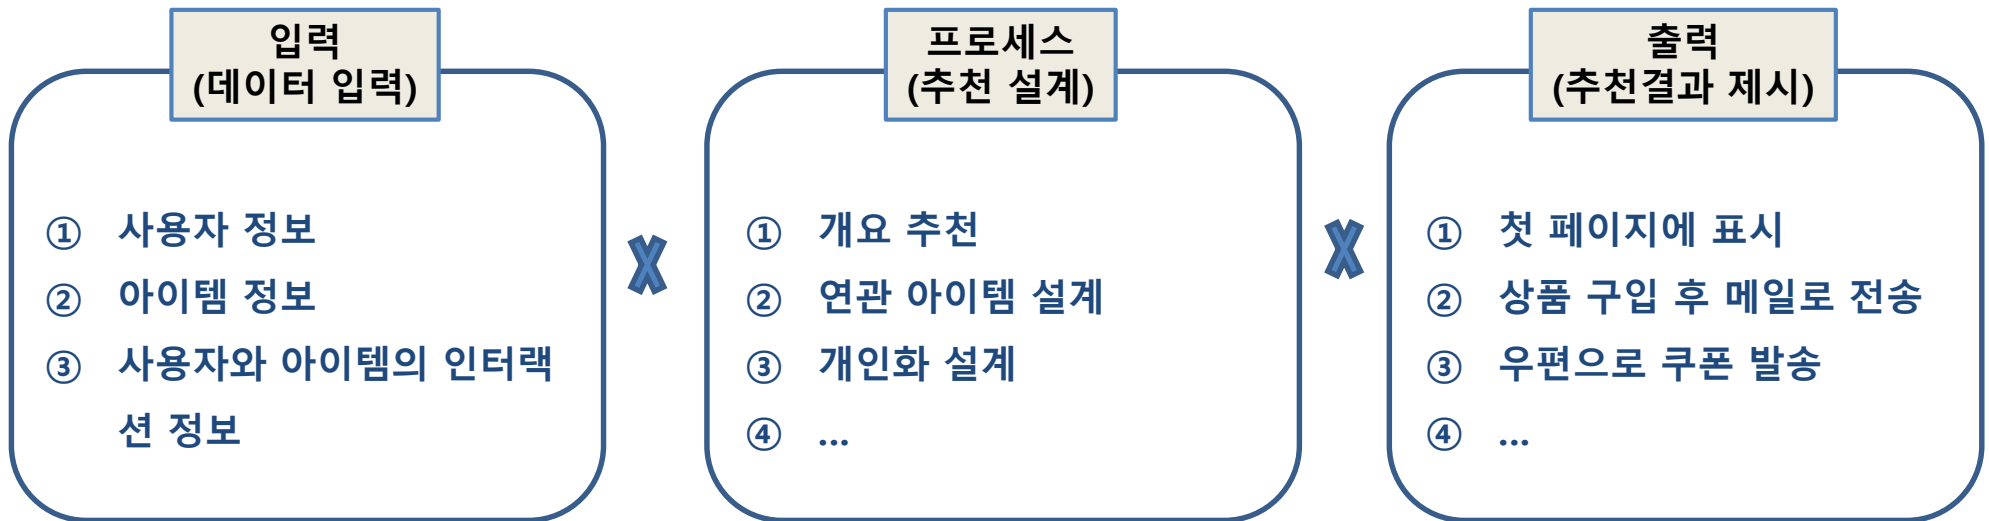 입력
(데이터 입력)
① 사용자 정보
② 아이템 정보
③ 사용자와 아이템의 인터랙
션 정보
프로세스
(추천 설계)
① 개요 추천
② 연관 아이템 설계
③ 개인화 설계
④ ...
출력
(추천결과 제시)
① 첫 페이지에 표시
② 상품 구입 후 메일로 전송
③ 우편으로 쿠폰 발송
④ ...